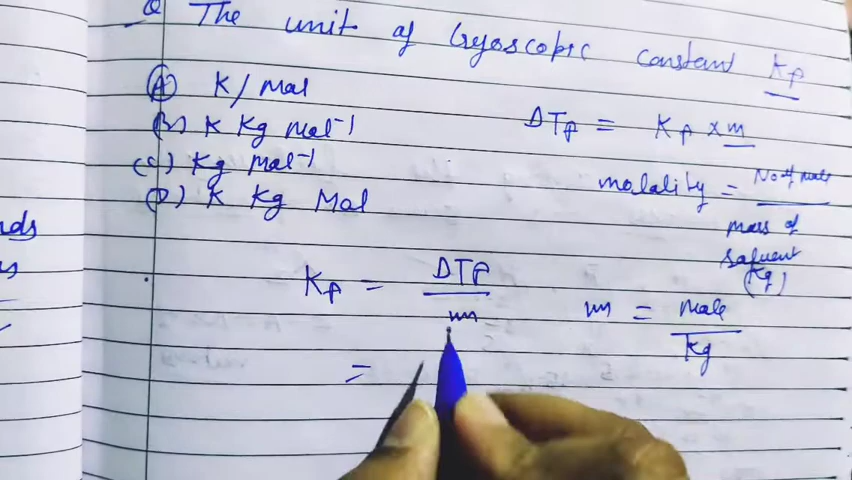 Q The unit of Cryoscopic constant Kf
(A) K/mol
(B) K Kg mol⁻¹
(C) Kg mol⁻¹
(D) K Kg Mol
ΔTf = Kf × m
molality = No of mole
mass of
(Kg)
Kf = ΔTf
m
m = mole
Kg
=